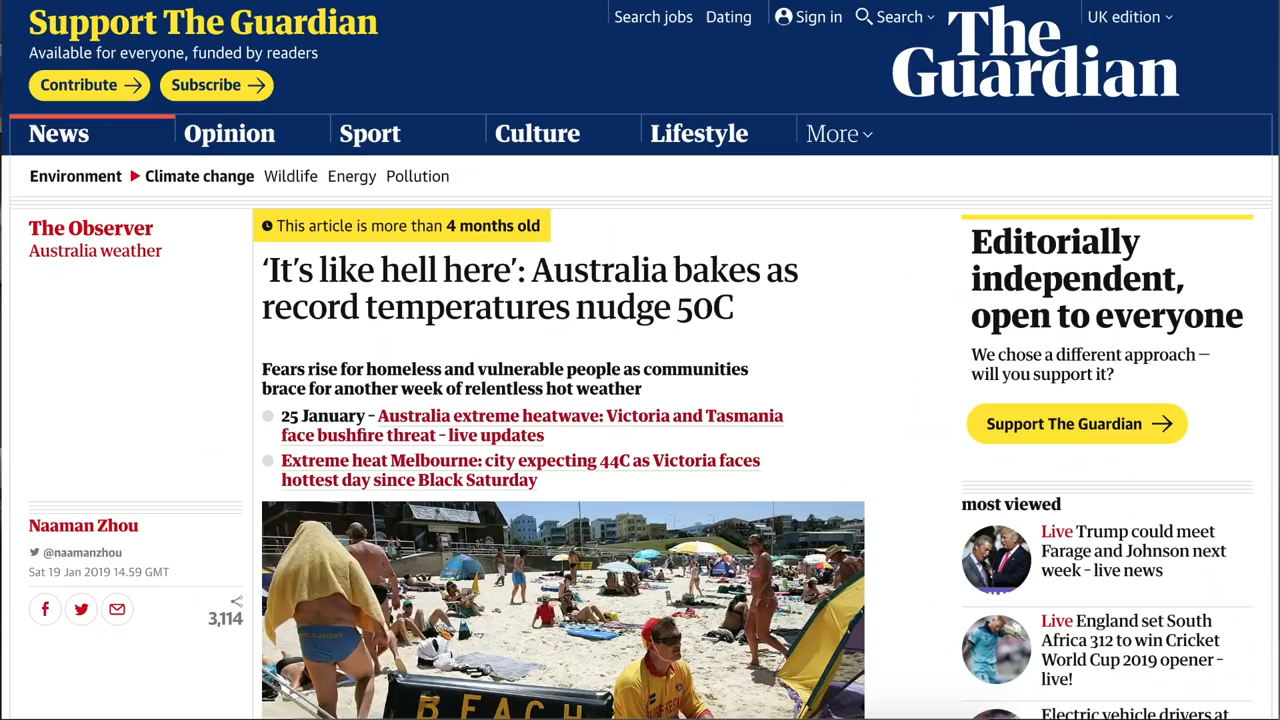 Support The Guardian
Available for everyone, funded by readers
Contribute
Subscribe
Search jobs
Dating
Sign in
Search
UK edition
The
Guardian
News
Opinion
Sport
Culture
Lifestyle
More
Environment
Climate change
Wildlife
Energy
Pollution
The Observer
Australia weather
This article is more than 4 months old
‘It’s like hell here’: Australia bakes as
record temperatures nudge 50C
Fears rise for homeless and vulnerable people as communities
brace for another week of relentless hot weather
25 January – Australia extreme heatwave: Victoria and Tasmania
face bushfire threat – live updates
Extreme heat Melbourne: city expecting 44C as Victoria faces
hottest day since Black Saturday
Naaman Zhou
@naamanzhou
Sat 19 Jan 2019 14.59 GMT
3,114
BEACH
Editorially
independent,
open to everyone
We chose a different approach —
will you support it?
Support The Guardian
most viewed
Live Trump could meet
Farage and Johnson next
week – live news
Live England set South
Africa 312 to win Cricket
World Cup 2019 opener –
live!
Electric vehicle drivers at